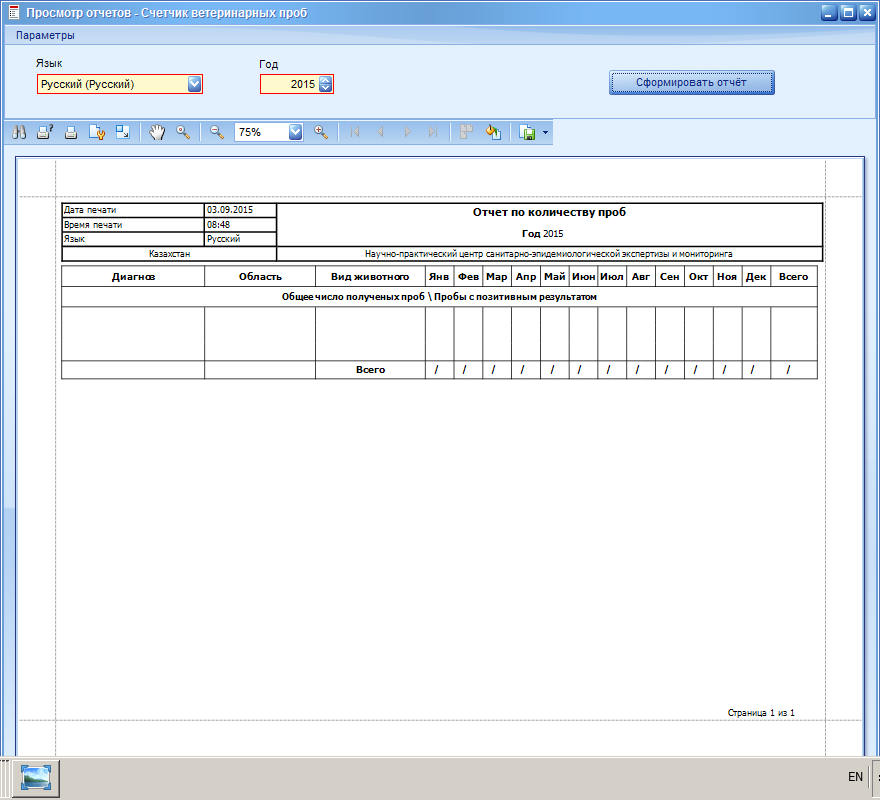 Просмотр отчетов - Счетчик ветеринарных проб
Параметры
Язык Год
Русский (Русский) 2015 Сформировать отчёт
75%
Дата печати 03.09.2015 Отчет по количеству проб
Время печати 08:48 Год 2015
Язык Русский
Казахстан Научно-практический центр санитарно-эпидемиологической экспертизы и мониторинга
Диагноз Область Вид животного Янв Фев Мар Апр Май Июн Июл Авг Сен Окт Ноя Дек Всего
Общее число полученых проб \ Пробы с позитивным результатом
Всего / / / / / / / / / / / / /
Страница 1 из 1
EN